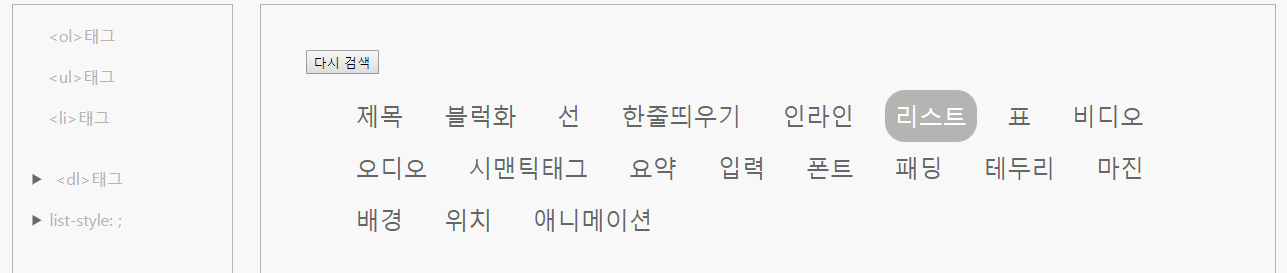 <ol>태그
<ul>태그
<li>태그
▶ <dl>태그
▶ list-style: ;
다시 검색
제목 블럭화 선 한줄띄우기 인라인 리스트 표 비디오
오디오 시맨틱태그 요약 입력 폰트 패딩 테두리 마진
배경 위치 애니메이션